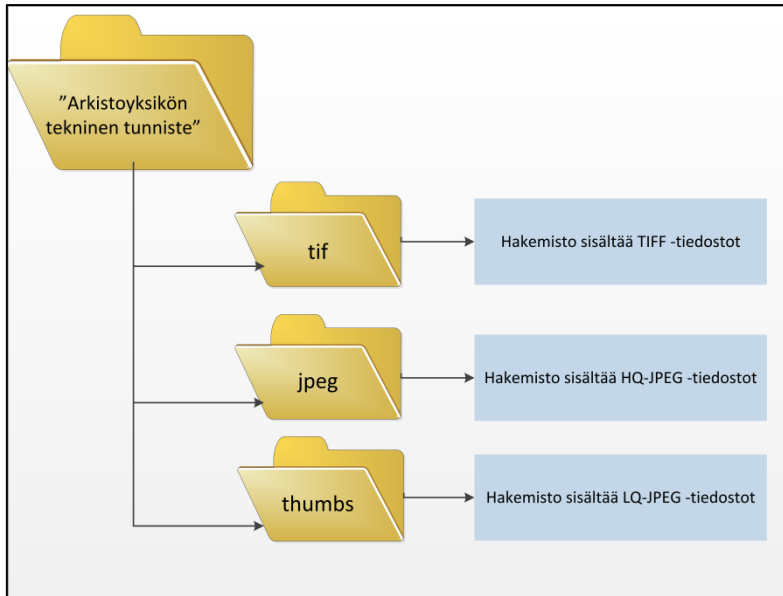 ”Arkistoyksikön
tekninen tunniste”
tif
Hakemisto sisältää TIFF -tiedostot
jpeg
Hakemisto sisältää HQ-JPEG -tiedostot
thumbs
Hakemisto sisältää LQ-JPEG -tiedostot